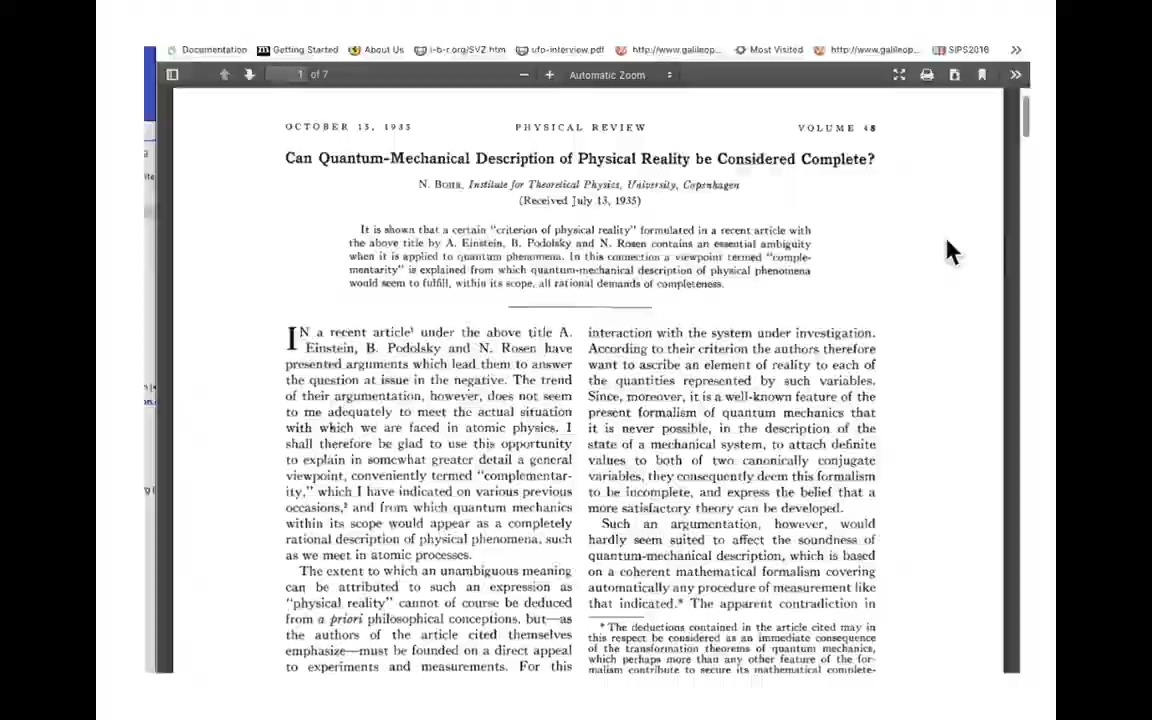 Documentation Getting Started About Us i-b-r.org/SVZ.htm ufo-interview.pdf http://www.galileop... Most Visited http://www.galileop... SIPS2016 >>
1 of 7 − + Automatic Zoom >>
OCTOBER 15, 1935 PHYSICAL REVIEW VOLUME 48
Can Quantum-Mechanical Description of Physical Reality be Considered Complete?
N. BOHR, Institute for Theoretical Physics, University, Copenhagen
(Received July 13, 1935)
It is shown that a certain "criterion of physical reality" formulated in a recent article with
the above title by A. Einstein, B. Podolsky and N. Rosen contains an essential ambiguity
when it is applied to quantum phenomena. In this connection a viewpoint termed "comple-
mentarity" is explained from which quantum-mechanical description of physical phenomena
would seem to fulfill, within its scope, all rational demands of completeness.
IN a recent article¹ under the above title A.
Einstein, B. Podolsky and N. Rosen have
presented arguments which lead them to answer
the question at issue in the negative. The trend
of their argumentation, however, does not seem
to me adequately to meet the actual situation
with which we are faced in atomic physics. I
shall therefore be glad to use this opportunity
to explain in somewhat greater detail a general
viewpoint, conveniently termed "complementar-
ity," which I have indicated on various previous
occasions,² and from which quantum mechanics
within its scope would appear as a completely
rational description of physical phenomena, such
as we meet in atomic processes.
The extent to which an unambiguous meaning
can be attributed to such an expression as
"physical reality" cannot of course be deduced
from a priori philosophical conceptions, but—as
the authors of the article cited themselves
emphasize—must be founded on a direct appeal
to experiments and measurements. For this
interaction with the system under investigation.
According to their criterion the authors therefore
want to ascribe an element of reality to each of
the quantities represented by such variables.
Since, moreover, it is a well-known feature of the
present formalism of quantum mechanics that
it is never possible, in the description of the
state of a mechanical system, to attach definite
values to both of two canonically conjugate
variables, they consequently deem this formalism
to be incomplete, and express the belief that a
more satisfactory theory can be developed.
Such an argumentation, however, would
hardly seem suited to affect the soundness of
quantum-mechanical description, which is based
on a coherent mathematical formalism covering
automatically any procedure of measurement like
that indicated.* The apparent contradiction in
* The deductions contained in the article cited may in
this respect be considered as an immediate consequence
of the transformation theorems of quantum mechanics,
which perhaps more than any other feature of the for-
malism contribute to secure its mathematical complete-